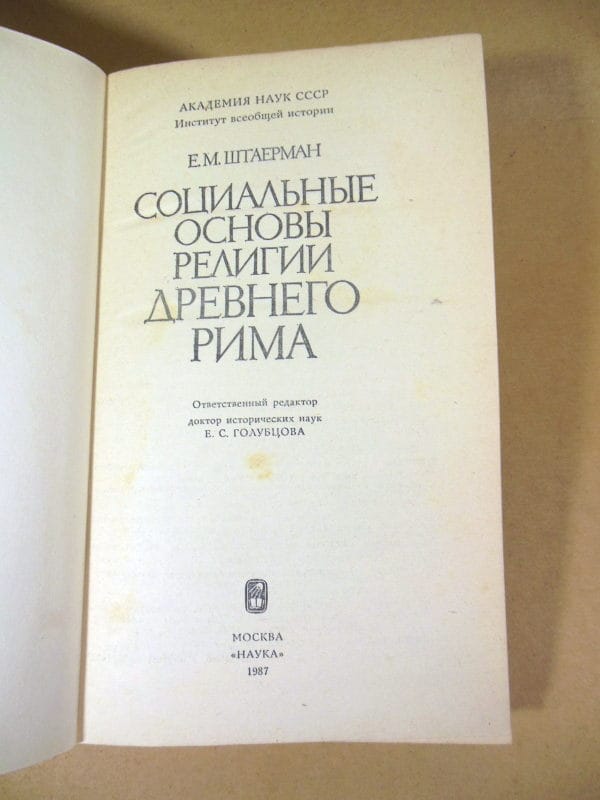 АКАДЕМИЯ НАУК СССР
Институт всеобщей истории
Е.М. ШТАЕРМАН
СОЦИАЛЬНЫЕ
ОСНОВЫ
РЕЛИГИИ
ДРЕВНЕГО
РИМА
Ответственный редактор
доктор исторических наук
Е. С. ГОЛУБЦОВА
МОСКВА
«НАУКА»
1987